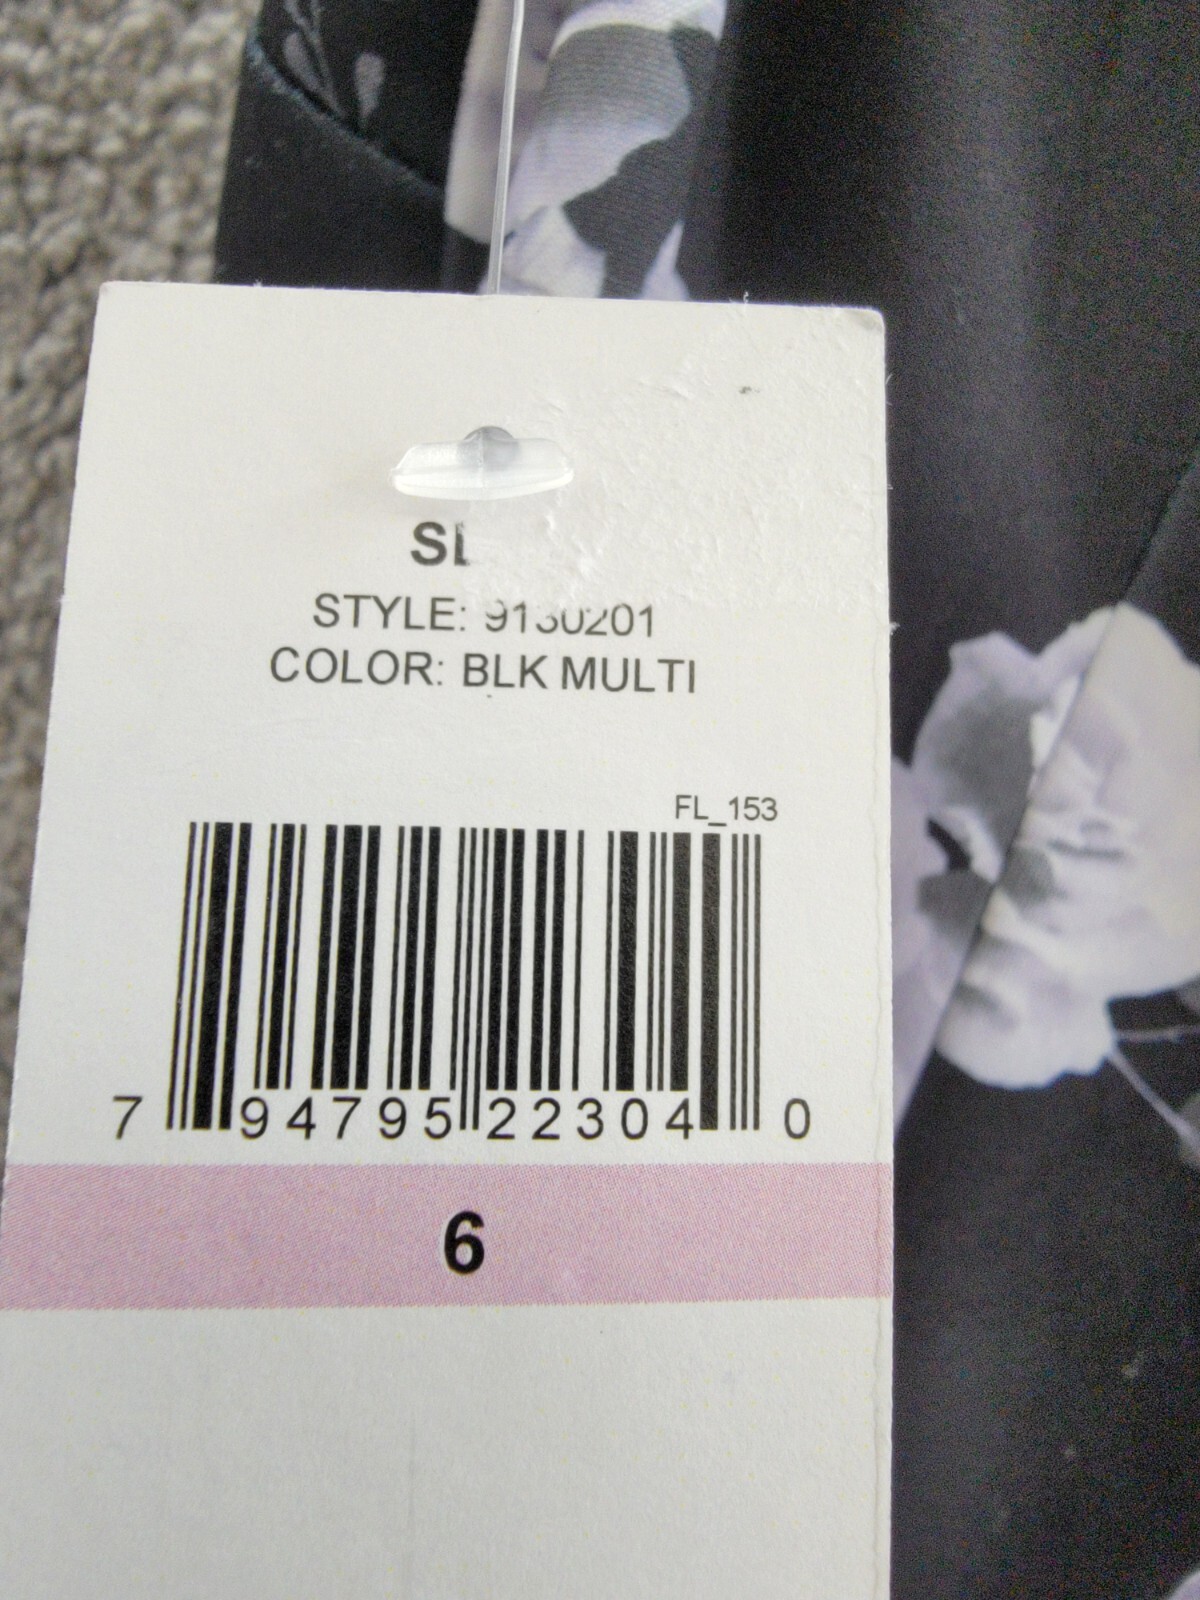 STYLE: 9130201
COLOR: BLK MULTI
FL_153
7 94795 22304 0
6